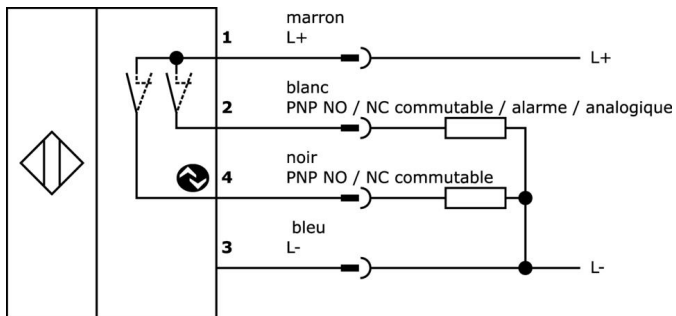 marron
1 L+
L+
blanc
2 PNP NO / NC commutable / alarme / analogique
noir
4 PNP NO / NC commutable
bleu
3 L-
L-